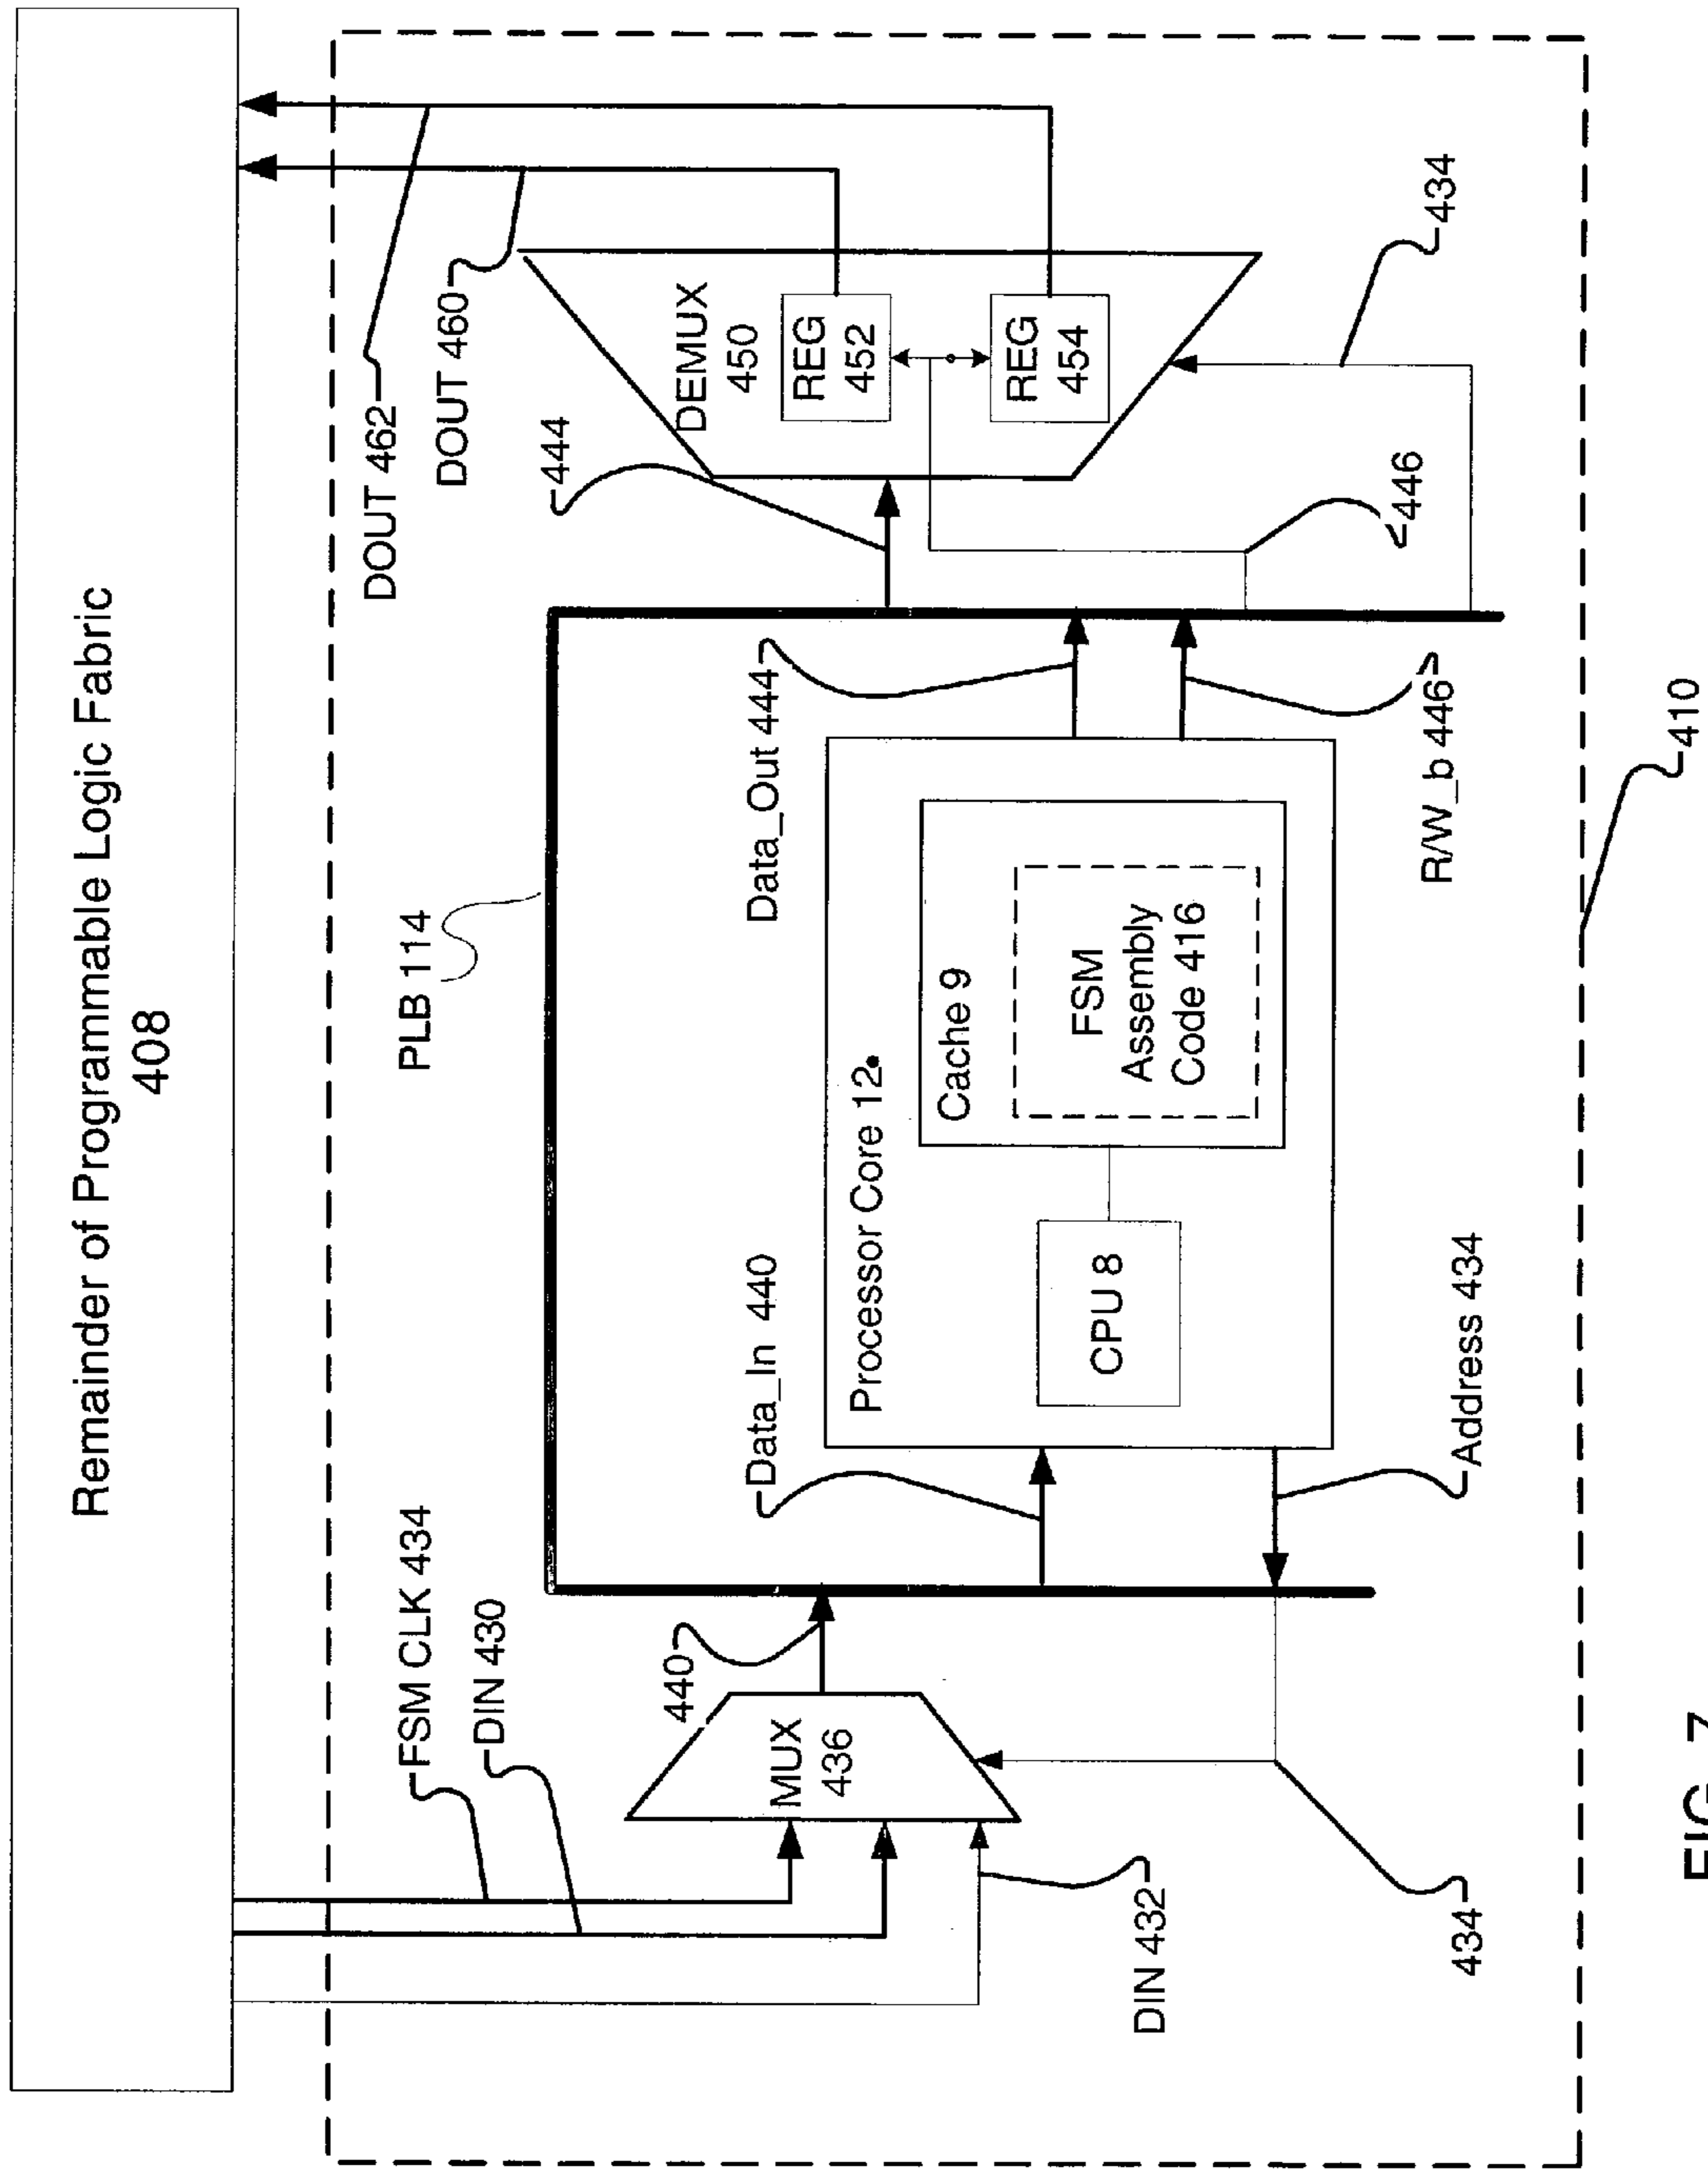 Remainder of Programmable Logic Fabric
408
FSM CLK 434
DIN 430
DIN 432
MUX
436
440
434
PLB 114
Data_In 440
Address 434
Processor Core 12
CPU 8
Cache 9
FSM
Assembly
Code 416
Data_Out 444
R/W_b 446
444
446
434
DEMUX
450
REG
452
REG
454
DOUT 462
DOUT 460
410
FIG. 7